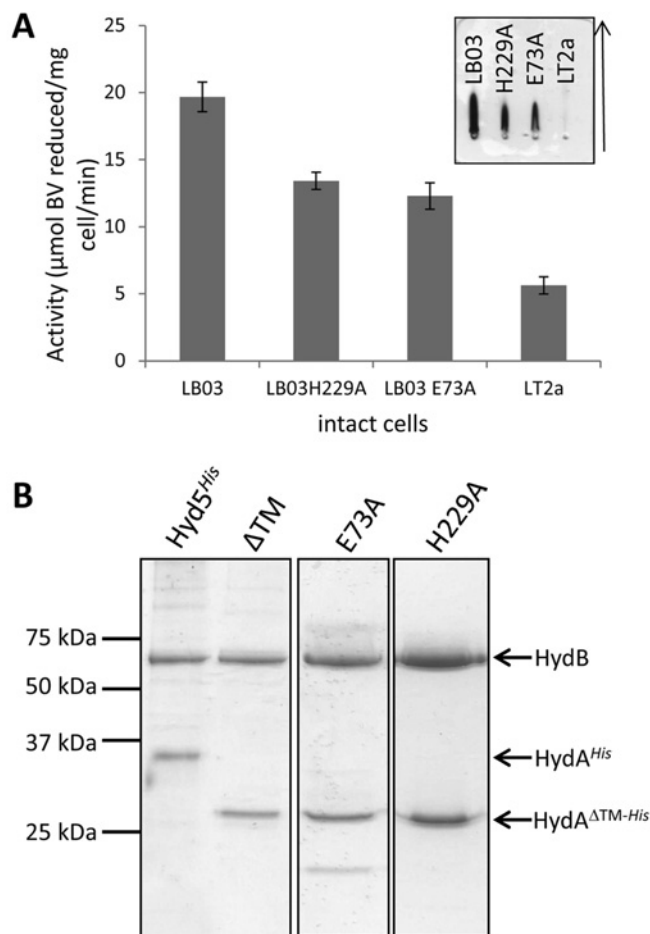 A
Activity (μmol BV reduced/mg
cell/min)
25
20
15
10
5
0
LB03
H229A
E73A
LT2a
LB03
LB03H229A
LB03 E73A
LT2a
intact cells
B
Hyd5His
ΔTM
E73A
H229A
75 kDa
50 kDa
37 kDa
25 kDa
HydB
HydAHis
HydAΔTM-His